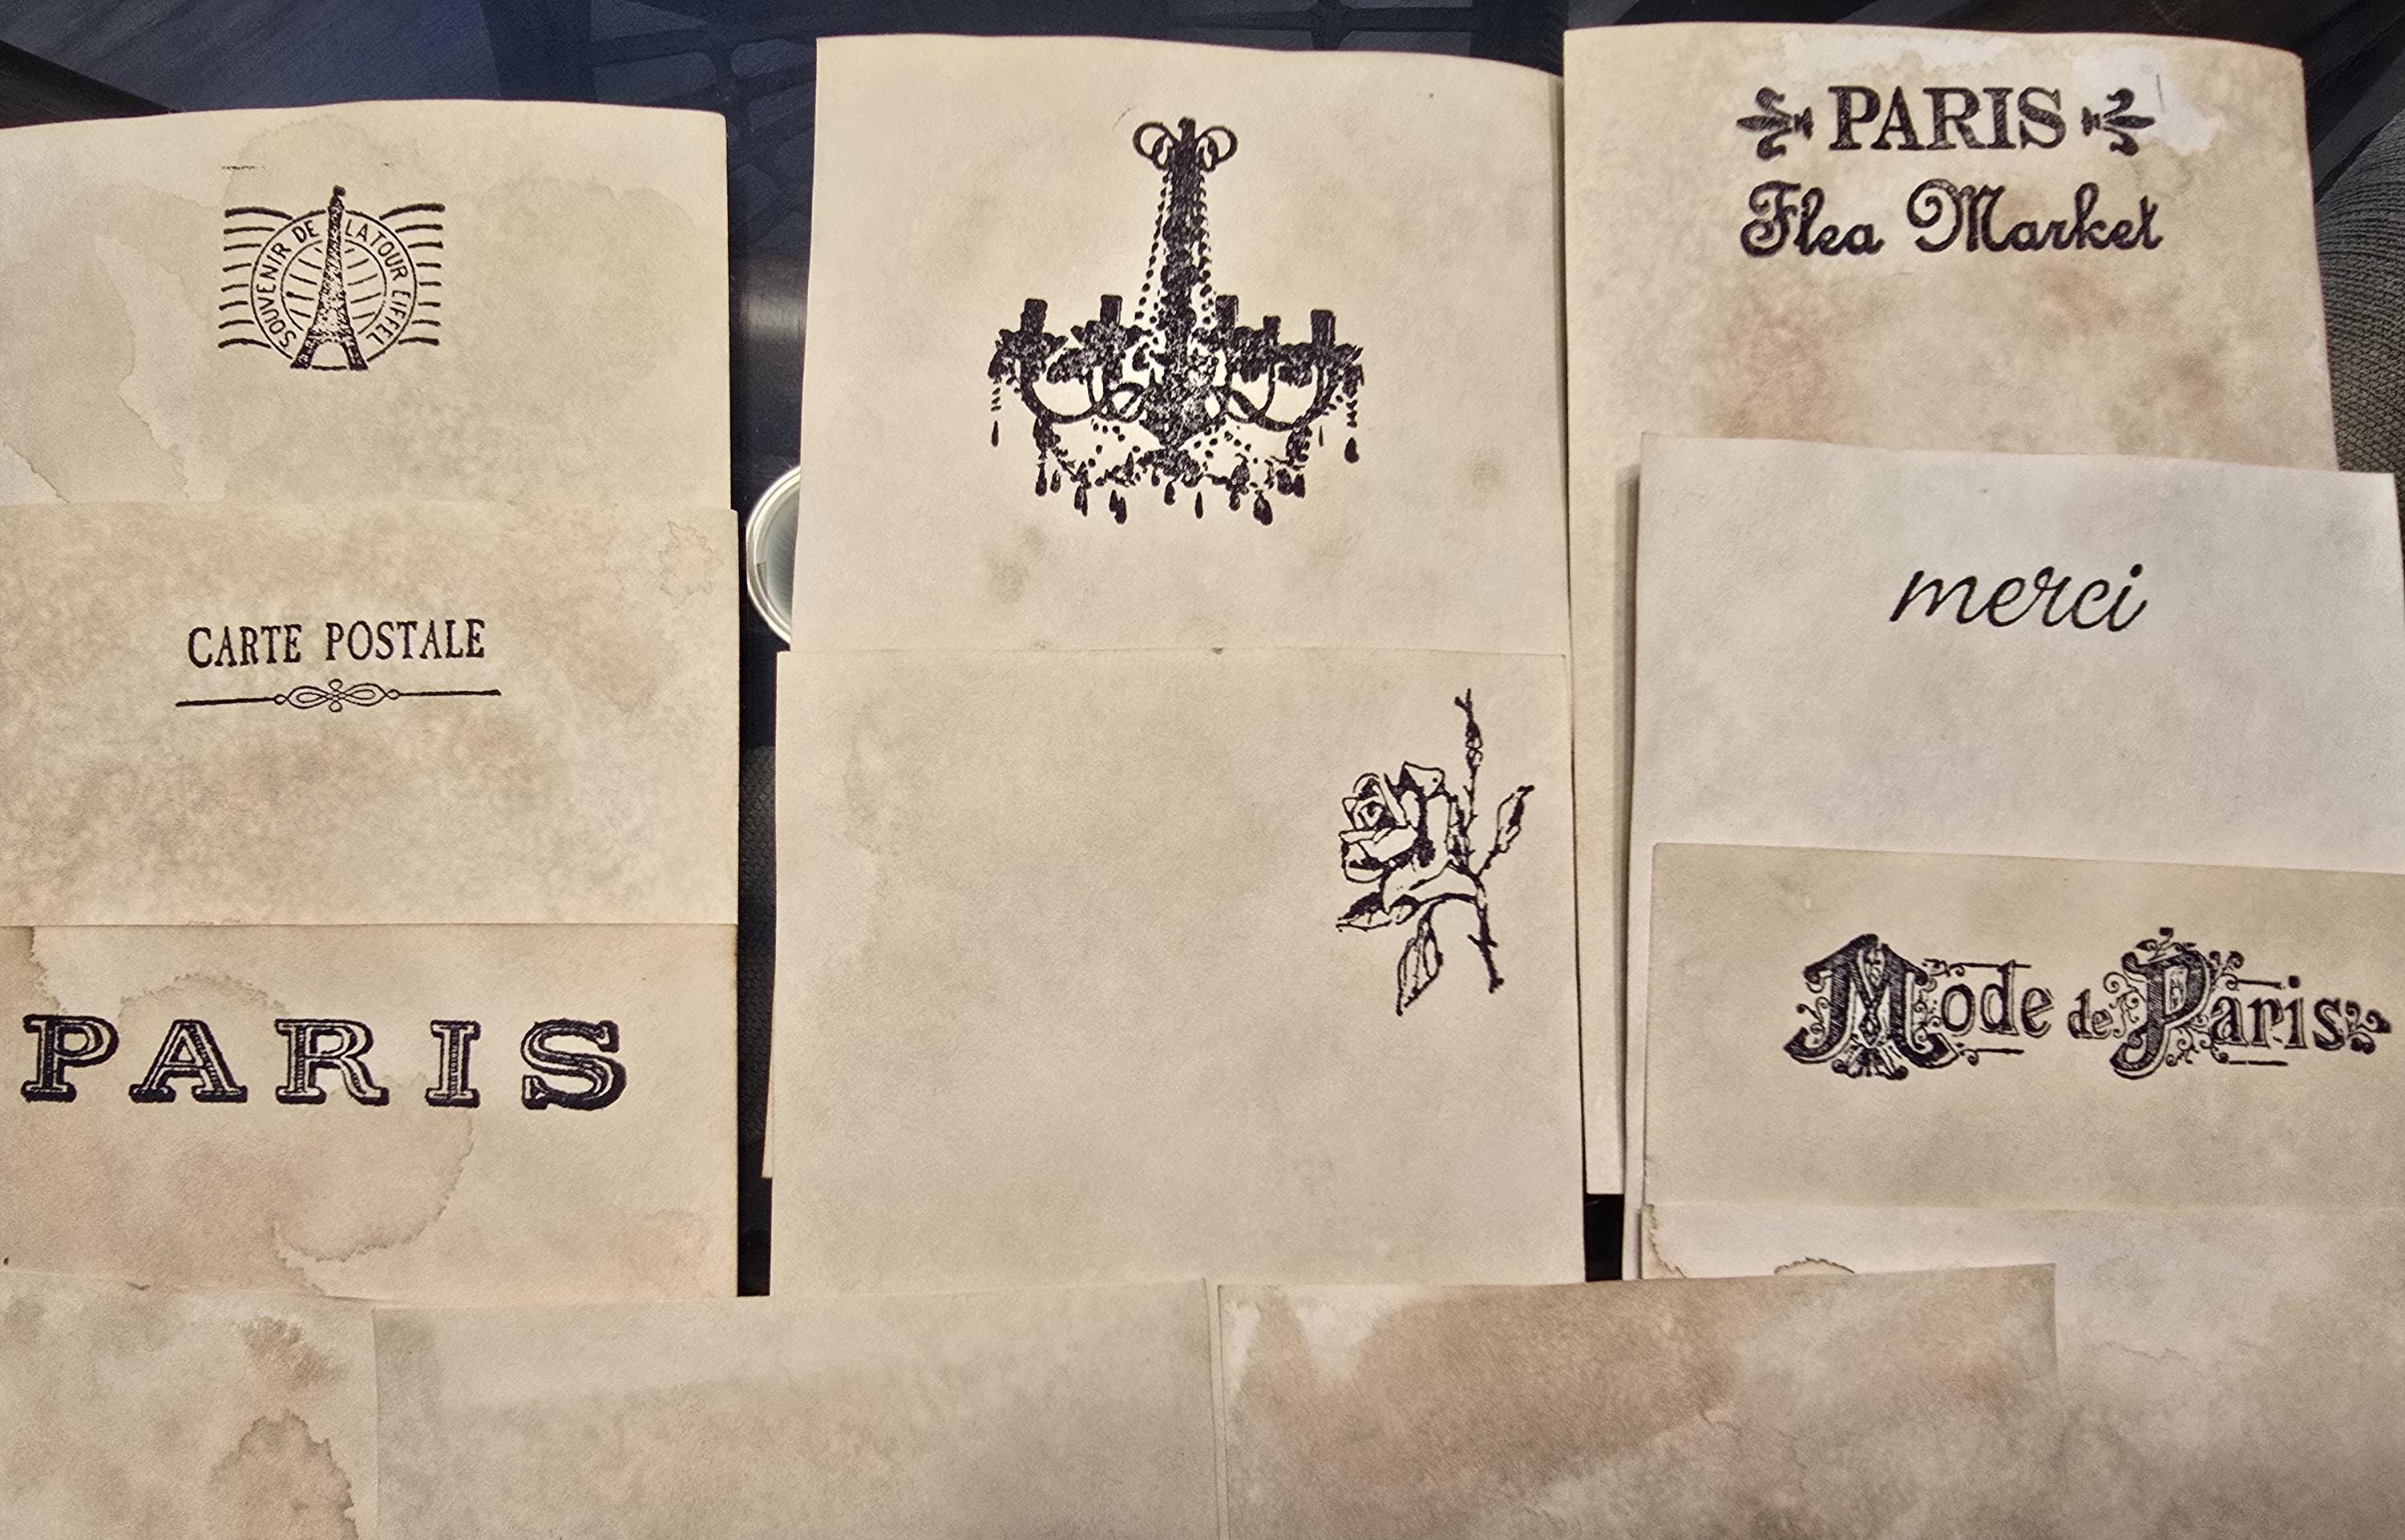 SOUVENIR DE LA TOUR EIFFEL
CARTE POSTALE
PARIS
PARIS
Flea Market
merci
Mode de Paris